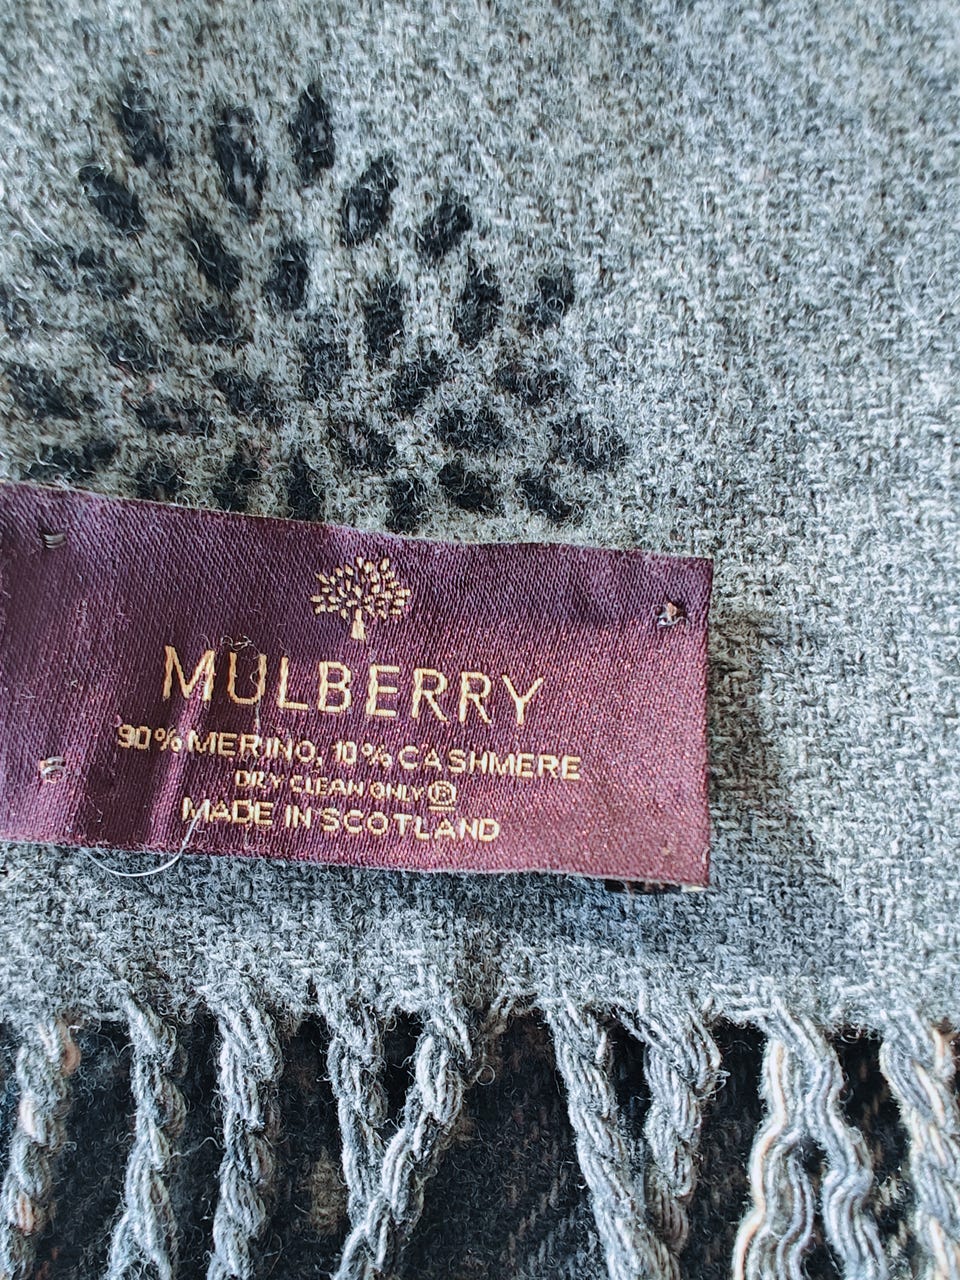 MULBERRY
90% MERINO, 10% CASHMERE
DRY CLEAN ONLY Ⓟ
MADE IN SCOTLAND